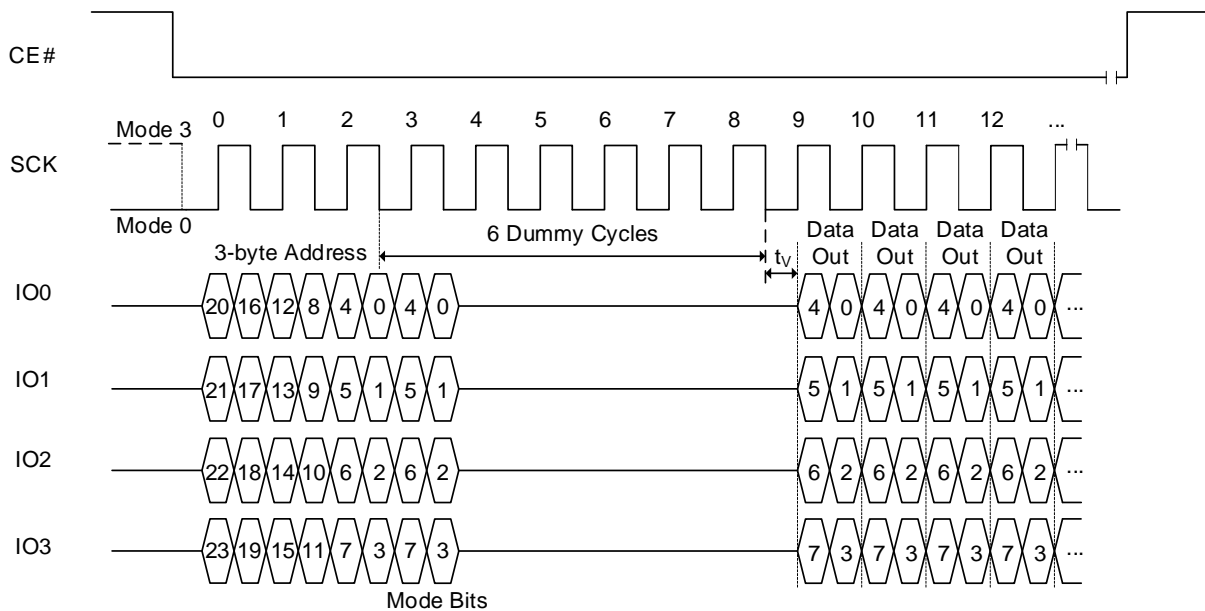 CE#
0 1 2 3 4 5 6 7 8 9 10 11 12 ...
Mode 3
SCK
Mode 0
6 Dummy Cycles
Data Data Data Data
3-byte Address tV Out Out Out Out
IO0 20 16 12 8 4 0 4 0 4 0 4 0 4 0 4 0 ...
IO1 21 17 13 9 5 1 5 1 5 1 5 1 5 1 5 1 ...
IO2 22 18 14 10 6 2 6 2 6 2 6 2 6 2 6 2 ...
IO3 23 19 15 11 7 3 7 3 7 3 7 3 7 3 7 3 ...
Mode Bits